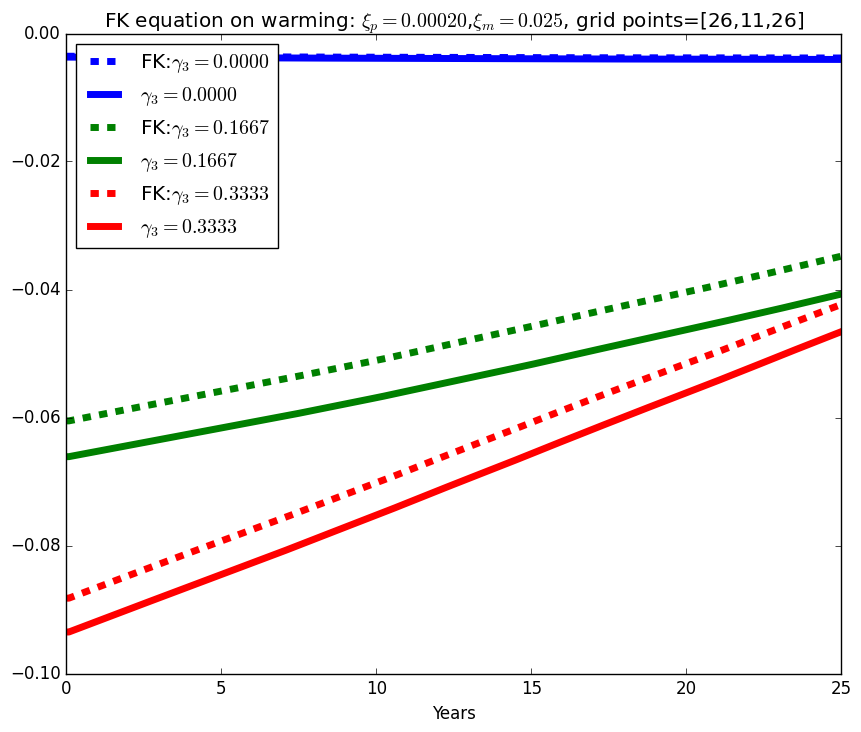 FK equation on warming: ξ_p = 0.00020,ξ_m = 0.025, grid points=[26,11,26]
0.00
−0.02
−0.04
−0.06
−0.08
−0.10
FK:γ₃ = 0.0000
γ₃ = 0.0000
FK:γ₃ = 0.1667
γ₃ = 0.1667
FK:γ₃ = 0.3333
γ₃ = 0.3333
0 5 10 15 20 25
Years